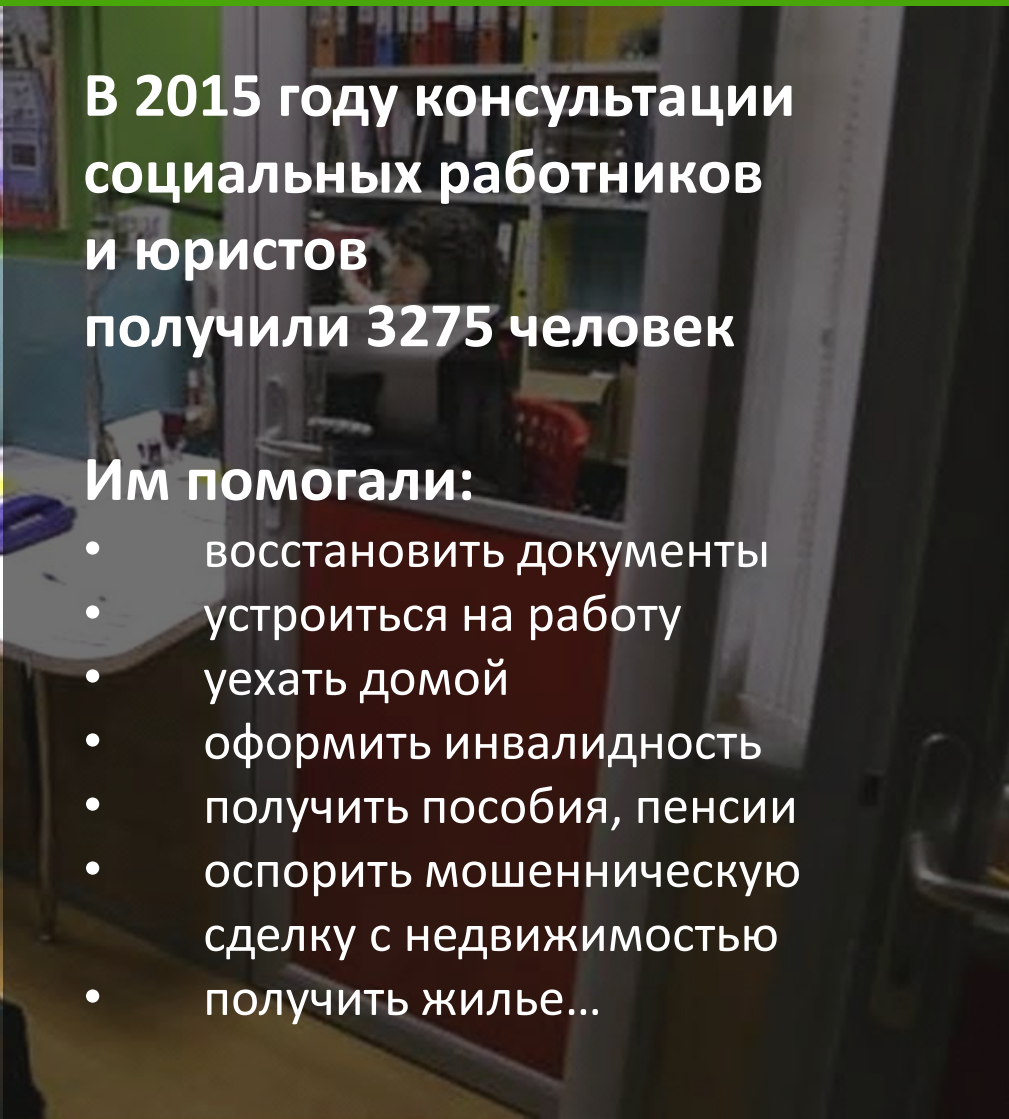 В 2015 году консультации
социальных работников
и юристов
получили 3275 человек
Им помогали:
• восстановить документы
• устроиться на работу
• уехать домой
• оформить инвалидность
• получить пособия, пенсии
• оспорить мошенническую
сделку с недвижимостью
• получить жилье…